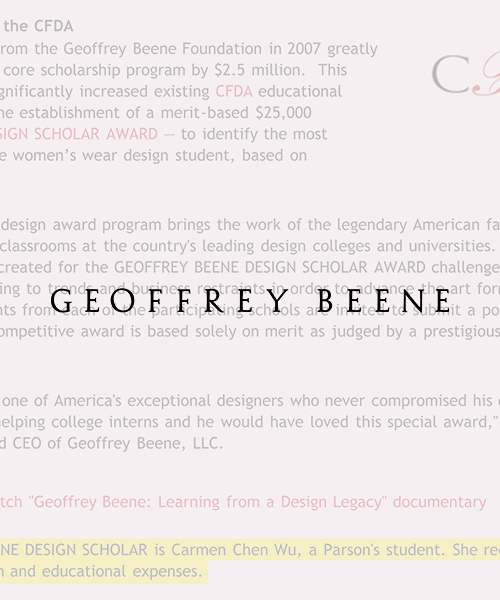 the CFDA
rom the Geoffrey Beene Foundation in 2007 greatly
core scholarship program by $2.5 million. This
gnificantly increased existing CFDA educational
he establishment of a merit-based $25,000
SIGN SCHOLAR AWARD — to identify the most
e women's wear design student, based on
C
design award program brings the work of the legendary American fa
classrooms at the country's leading design colleges and universities.
created for the GEOFFREY BEENE DESIGN SCHOLAR AWARD challenge
ing to trends and business restraints in order to advance the art for
GEOFFREY BEENE
nts from each of the participating schools are invited to submit a po
ompetitive award is based solely on merit as judged by a prestigious
one of America's exceptional designers who never compromised his
helping college interns and he would have loved this special award,"
d CEO of Geoffrey Beene, LLC.
tch "Geoffrey Beene: Learning from a Design Legacy" documentary
NE DESIGN SCHOLAR is Carmen Chen Wu, a Parson's student. She re
n and educational expenses.